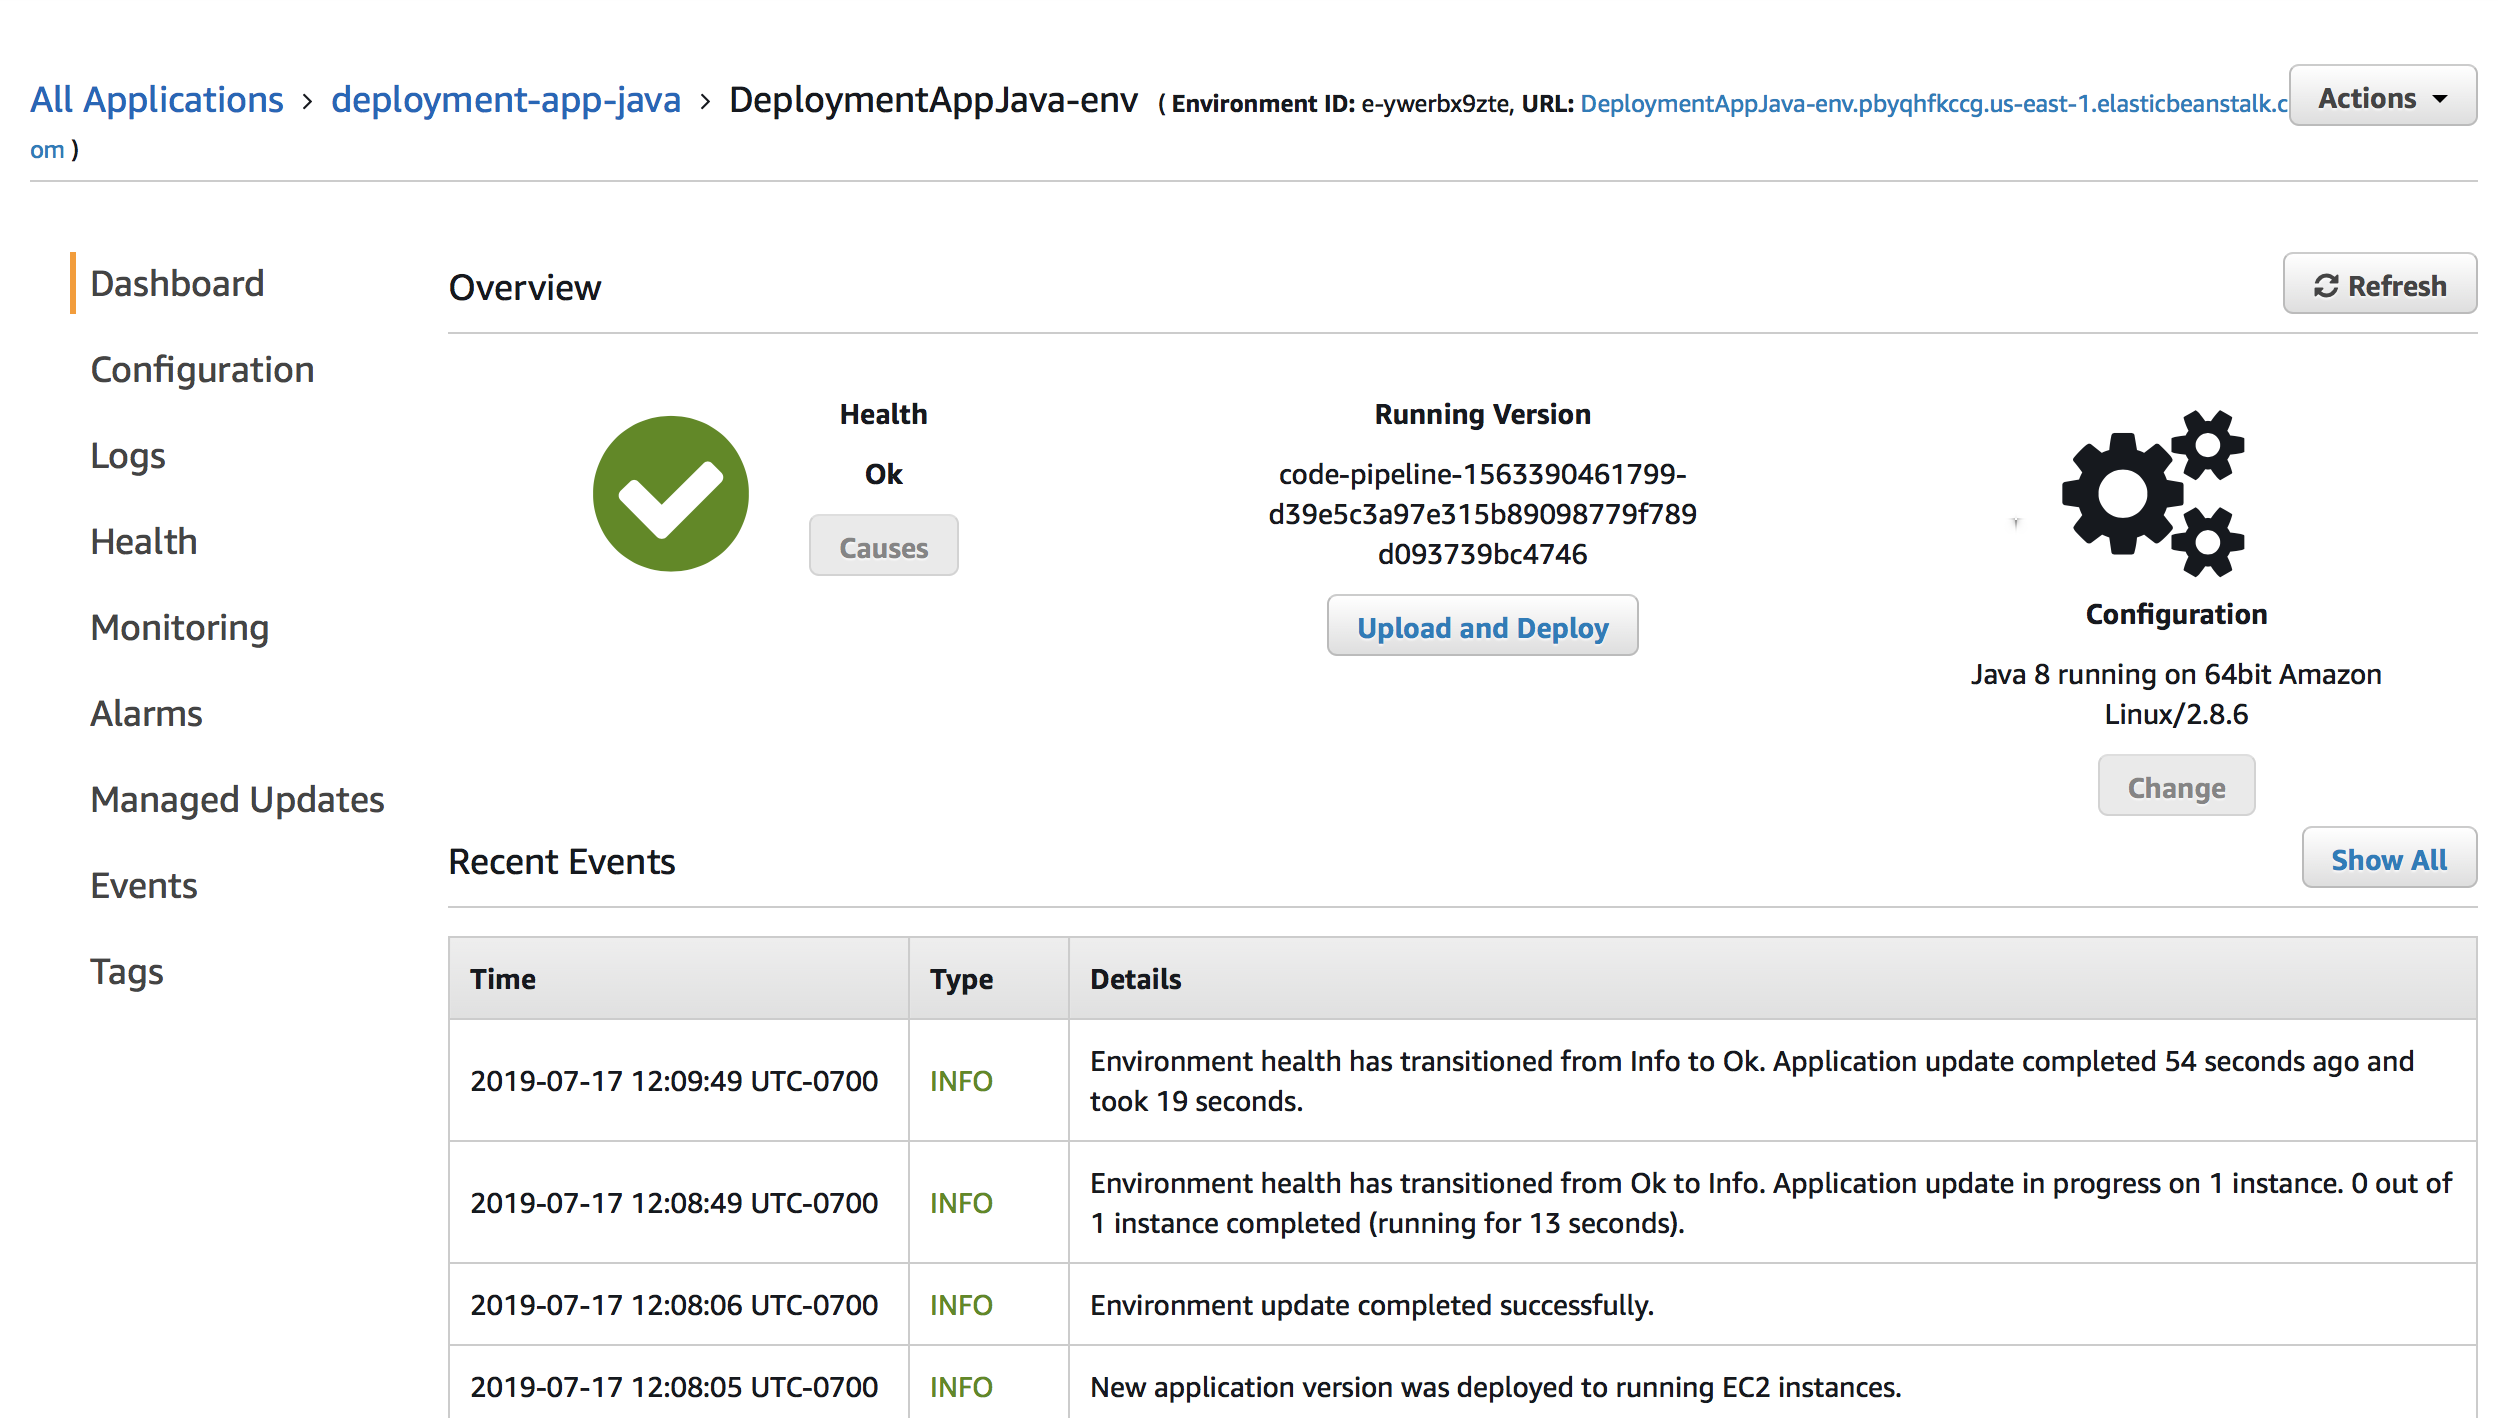 All Applications > deployment-app-java > DeploymentAppJava-env ( Environment ID: e-ywerbx9zte, URL: DeploymentAppJava-env.pbyqhfkccg.us-east-1.elasticbeanstalk.c
om )
Actions
Dashboard
Configuration
Logs
Health
Monitoring
Alarms
Managed Updates
Events
Tags
Overview
Refresh
Health
Ok
Causes
Running Version
code-pipeline-1563390461799-
d39e5c3a97e315b89098779f789
d093739bc4746
Upload and Deploy
Configuration
Java 8 running on 64bit Amazon
Linux/2.8.6
Change
Recent Events
Show All
Time Type Details
2019-07-17 12:09:49 UTC-0700 INFO Environment health has transitioned from Info to Ok. Application update completed 54 seconds ago and
took 19 seconds.
2019-07-17 12:08:49 UTC-0700 INFO Environment health has transitioned from Ok to Info. Application update in progress on 1 instance. 0 out of
1 instance completed (running for 13 seconds).
2019-07-17 12:08:06 UTC-0700 INFO Environment update completed successfully.
2019-07-17 12:08:05 UTC-0700 INFO New application version was deployed to running EC2 instances.